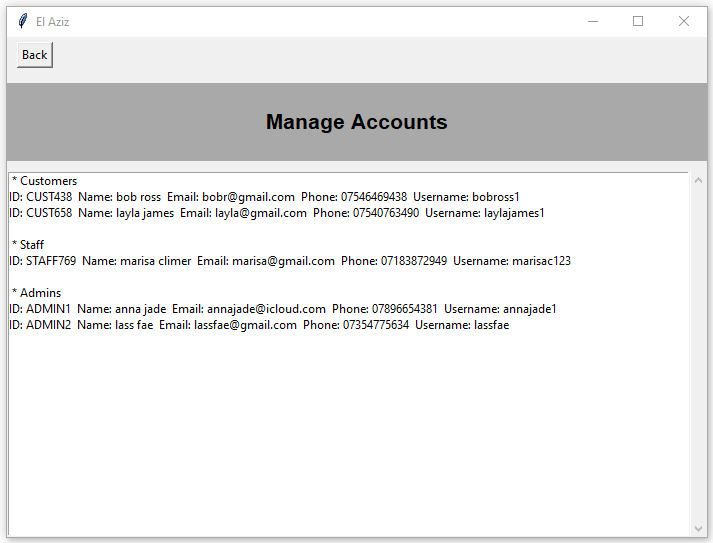 El Aziz
Back
Manage Accounts
* Customers
ID: CUST438 Name: bob ross Email: bobr@gmail.com Phone: 07546469438 Username: bobross1
ID: CUST658 Name: layla james Email: layla@gmail.com Phone: 07540763490 Username: laylajames1
* Staff
ID: STAFF769 Name: marisa climer Email: marisa@gmail.com Phone: 07183872949 Username: marisac123
* Admins
ID: ADMIN1 Name: anna jade Email: annajade@icloud.com Phone: 07896654381 Username: annajade1
ID: ADMIN2 Name: lass fae Email: lassfae@gmail.com Phone: 07354775634 Username: lassfae